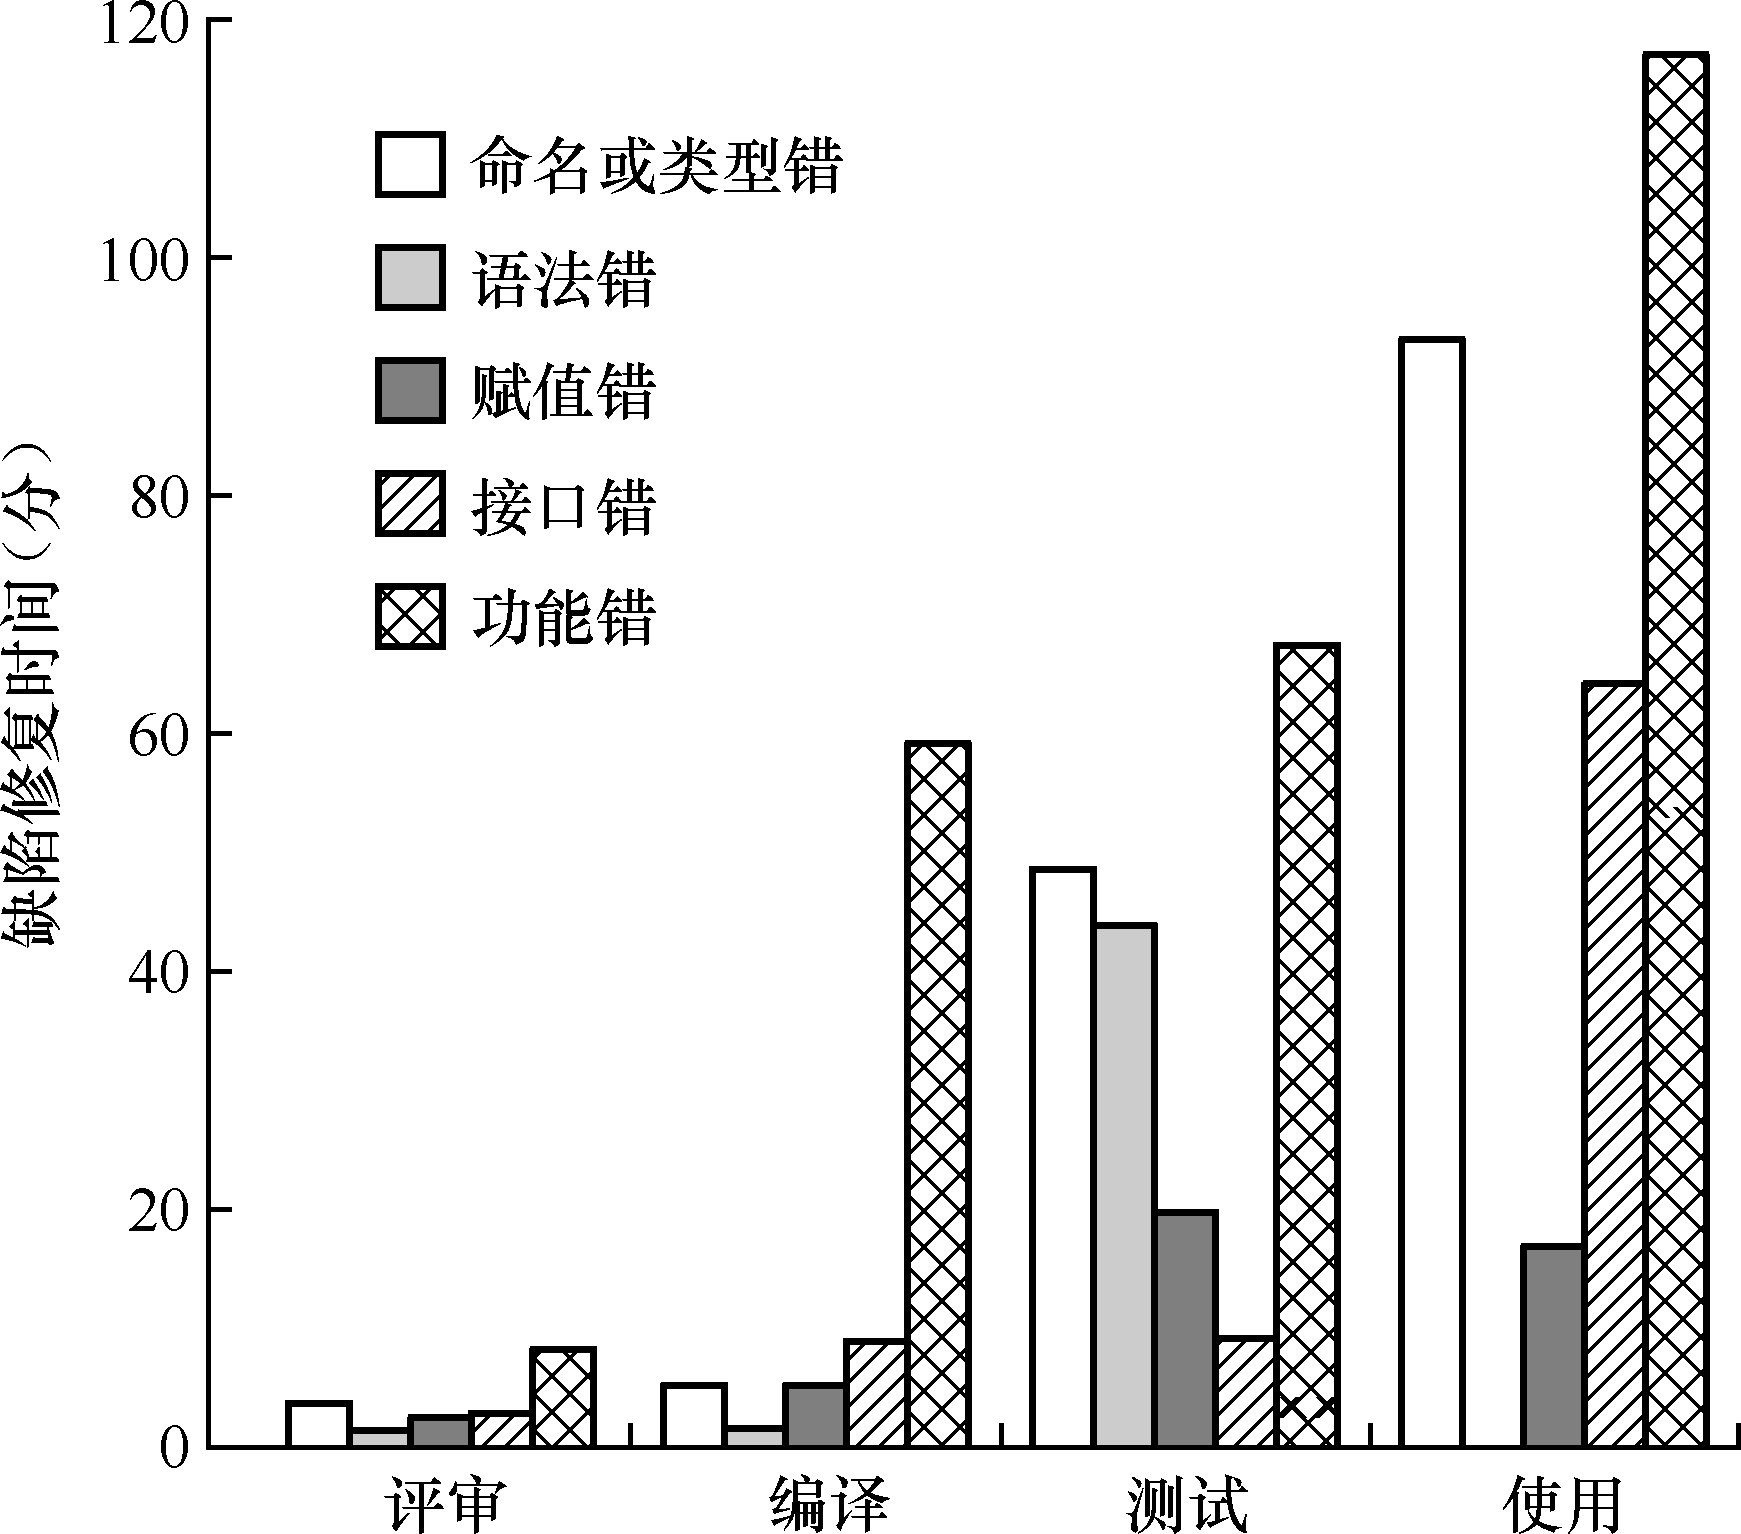 缺陷修复时间（分）
120
100
80
60
40
20
0
命名或类型错
语法错
赋值错
接口错
功能错
评审 编译 测试 使用